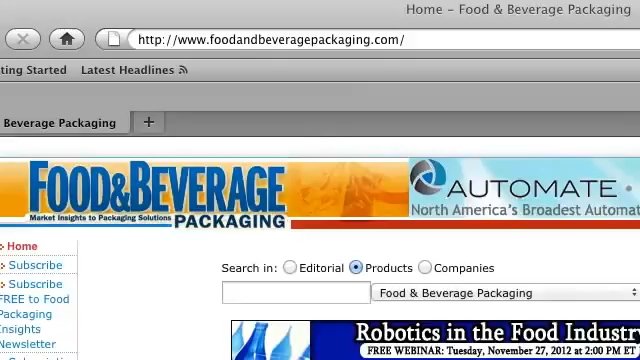 Home – Food & Beverage Packaging
http://www.foodandbeveragepackaging.com/
ting Started Latest Headlines
Beverage Packaging +
FOOD&BEVERAGE
Market Insights to Packaging Solutions
PACKAGING
AUTOMATE
North America's Broadest Automat
Home
Subscribe
Subscribe
FREE to Food
Packaging
Insights
Newsletter
Search in: Editorial Products Companies
Food & Beverage Packaging
Robotics in the Food Industry
FREE WEBINAR: Tuesday, November 27, 2012 at 2:00 PM ET